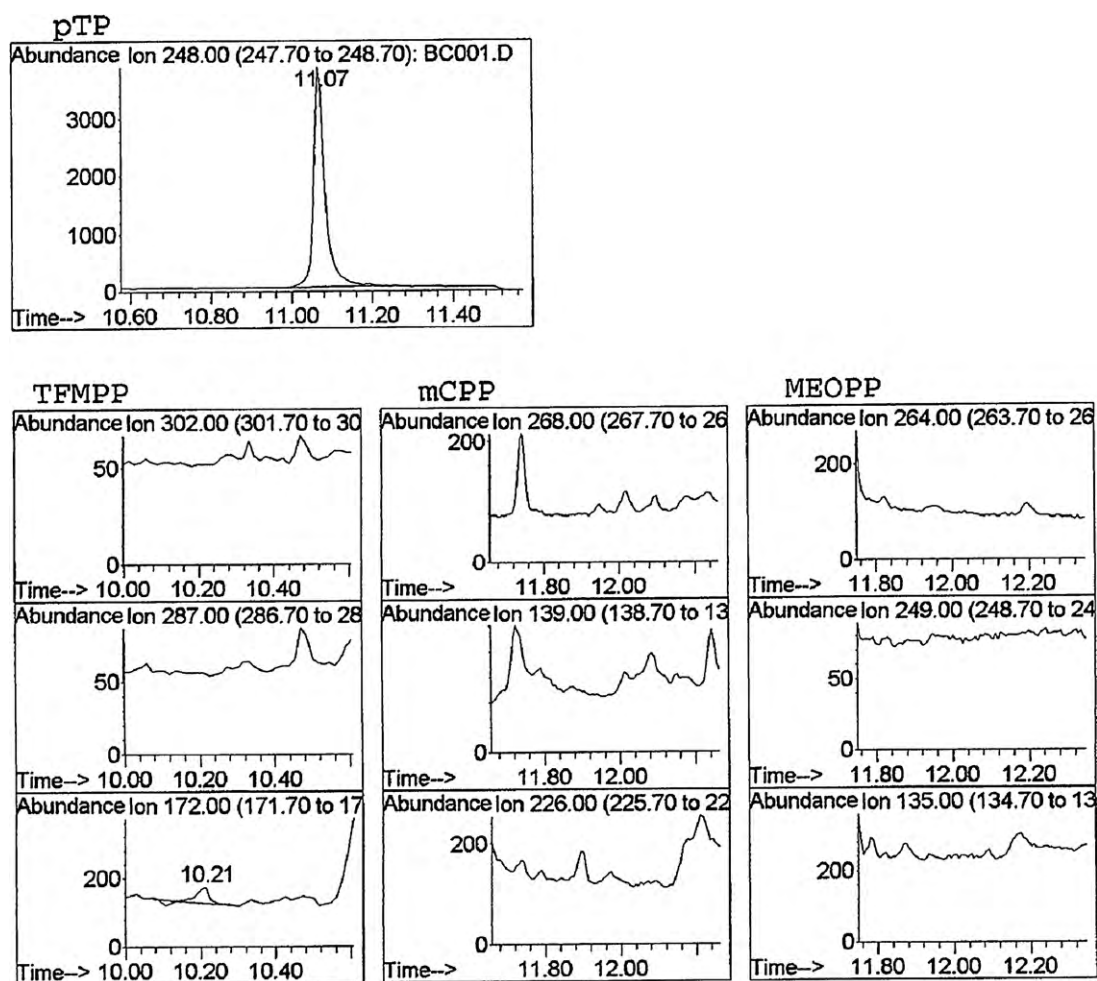 pTP
Abundance Ion 248.00 (247.70 to 248.70): BC001.D
11.07
3000
2000
1000
0
Time--> 10.60 10.80 11.00 11.20 11.40
TFMPP
Abundance Ion 302.00 (301.70 to 30
50
0
Time--> 10.00 10.20 10.40
Abundance Ion 287.00 (286.70 to 28
50
0
Time--> 10.00 10.20 10.40
Abundance Ion 172.00 (171.70 to 17
10.21
200
0
Time--> 10.00 10.20 10.40
mCPP
Abundance Ion 268.00 (267.70 to 26
200
0
Time--> 11.80 12.00
Abundance Ion 139.00 (138.70 to 13
0
Time--> 11.80 12.00
Abundance Ion 226.00 (225.70 to 22
200
0
Time--> 11.80 12.00
MEOPP
Abundance Ion 264.00 (263.70 to 26
200
0
Time--> 11.80 12.00 12.20
Abundance Ion 249.00 (248.70 to 24
50
0
Time--> 11.80 12.00 12.20
Abundance Ion 135.00 (134.70 to 13
200
0
Time--> 11.80 12.00 12.20